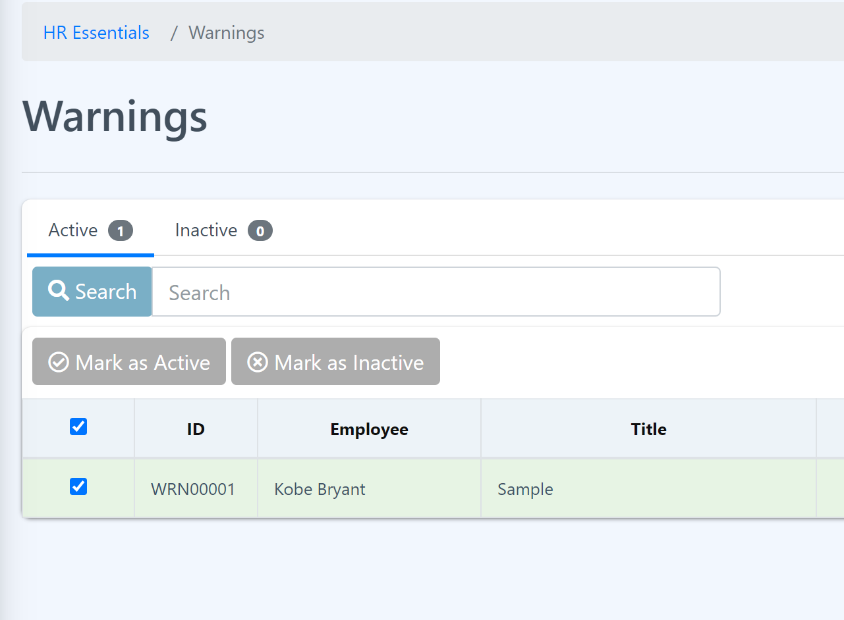 HR Essentials / Warnings
Warnings
Active 1 Inactive 0
Search Search
Mark as Active Mark as Inactive
ID Employee Title
WRN00001 Kobe Bryant Sample